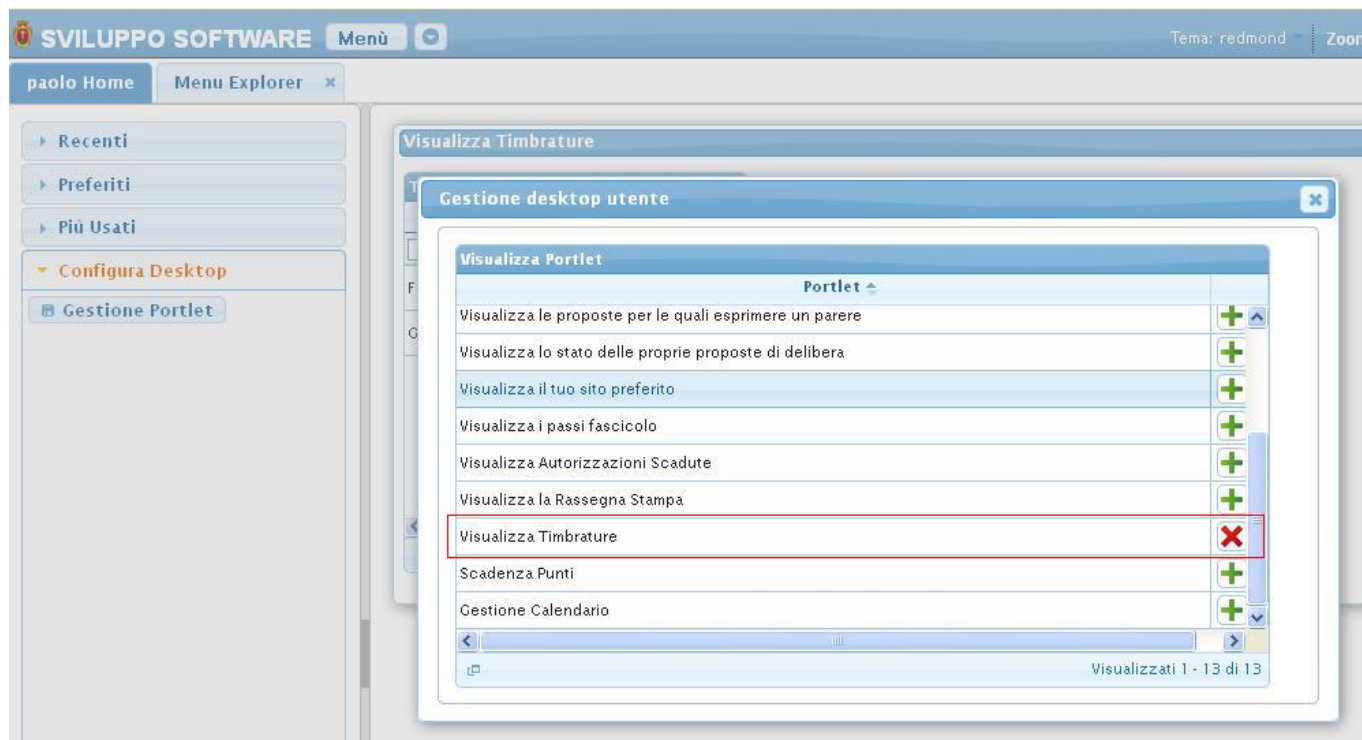 SVILUPPO SOFTWARE Menù Tema: redmond
paolo Home Menu Explorer
Recenti
Preferiti
Più Usati
Configura Desktop
Gestione Portlet
Visualizza Timbrature
Gestione desktop utente
Visualizza Portlet
Portlet
Visualizza le proposte per le quali esprimere un parere
Visualizza lo stato delle proprie proposte di delibera
Visualizza il tuo sito preferito
Visualizza i passi fascicolo
Visualizza Autorizzazioni Scadute
Visualizza la Rassegna Stampa
Visualizza Timbrature
Scadenza Punti
Gestione Calendario
Visualizzati 1 - 13 di 13